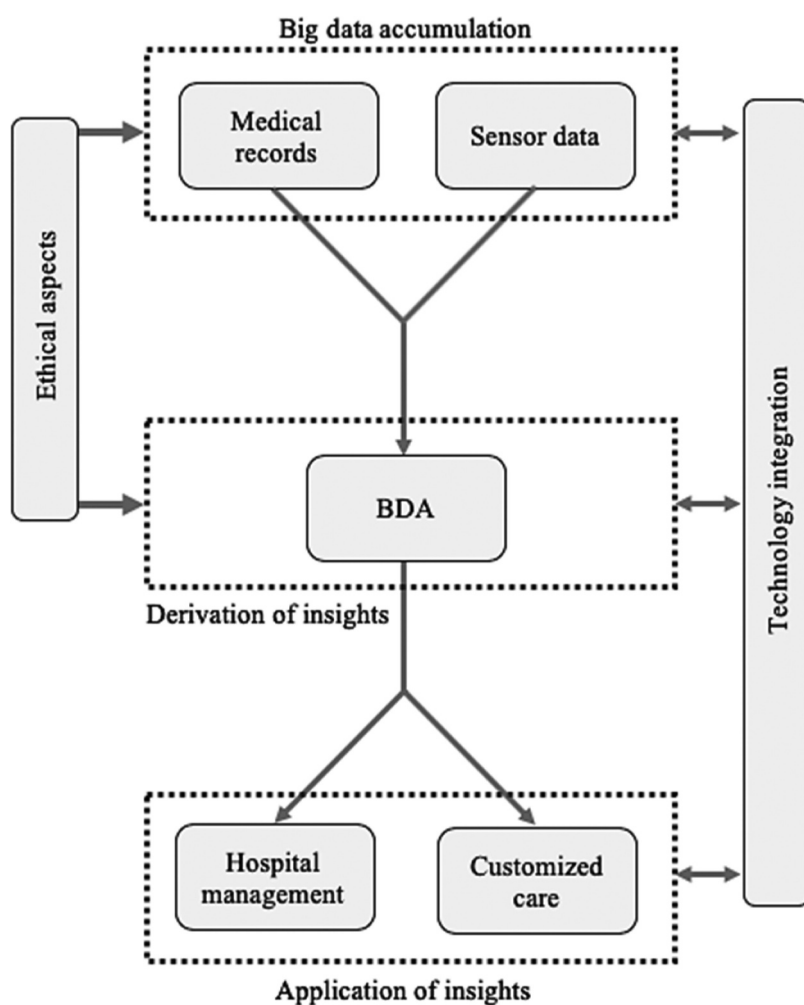 Big data accumulation
Medical
records
Sensor data
Ethical aspects
Technology integration
BDA
Derivation of insights
Hospital
management
Customized
care
Application of insights